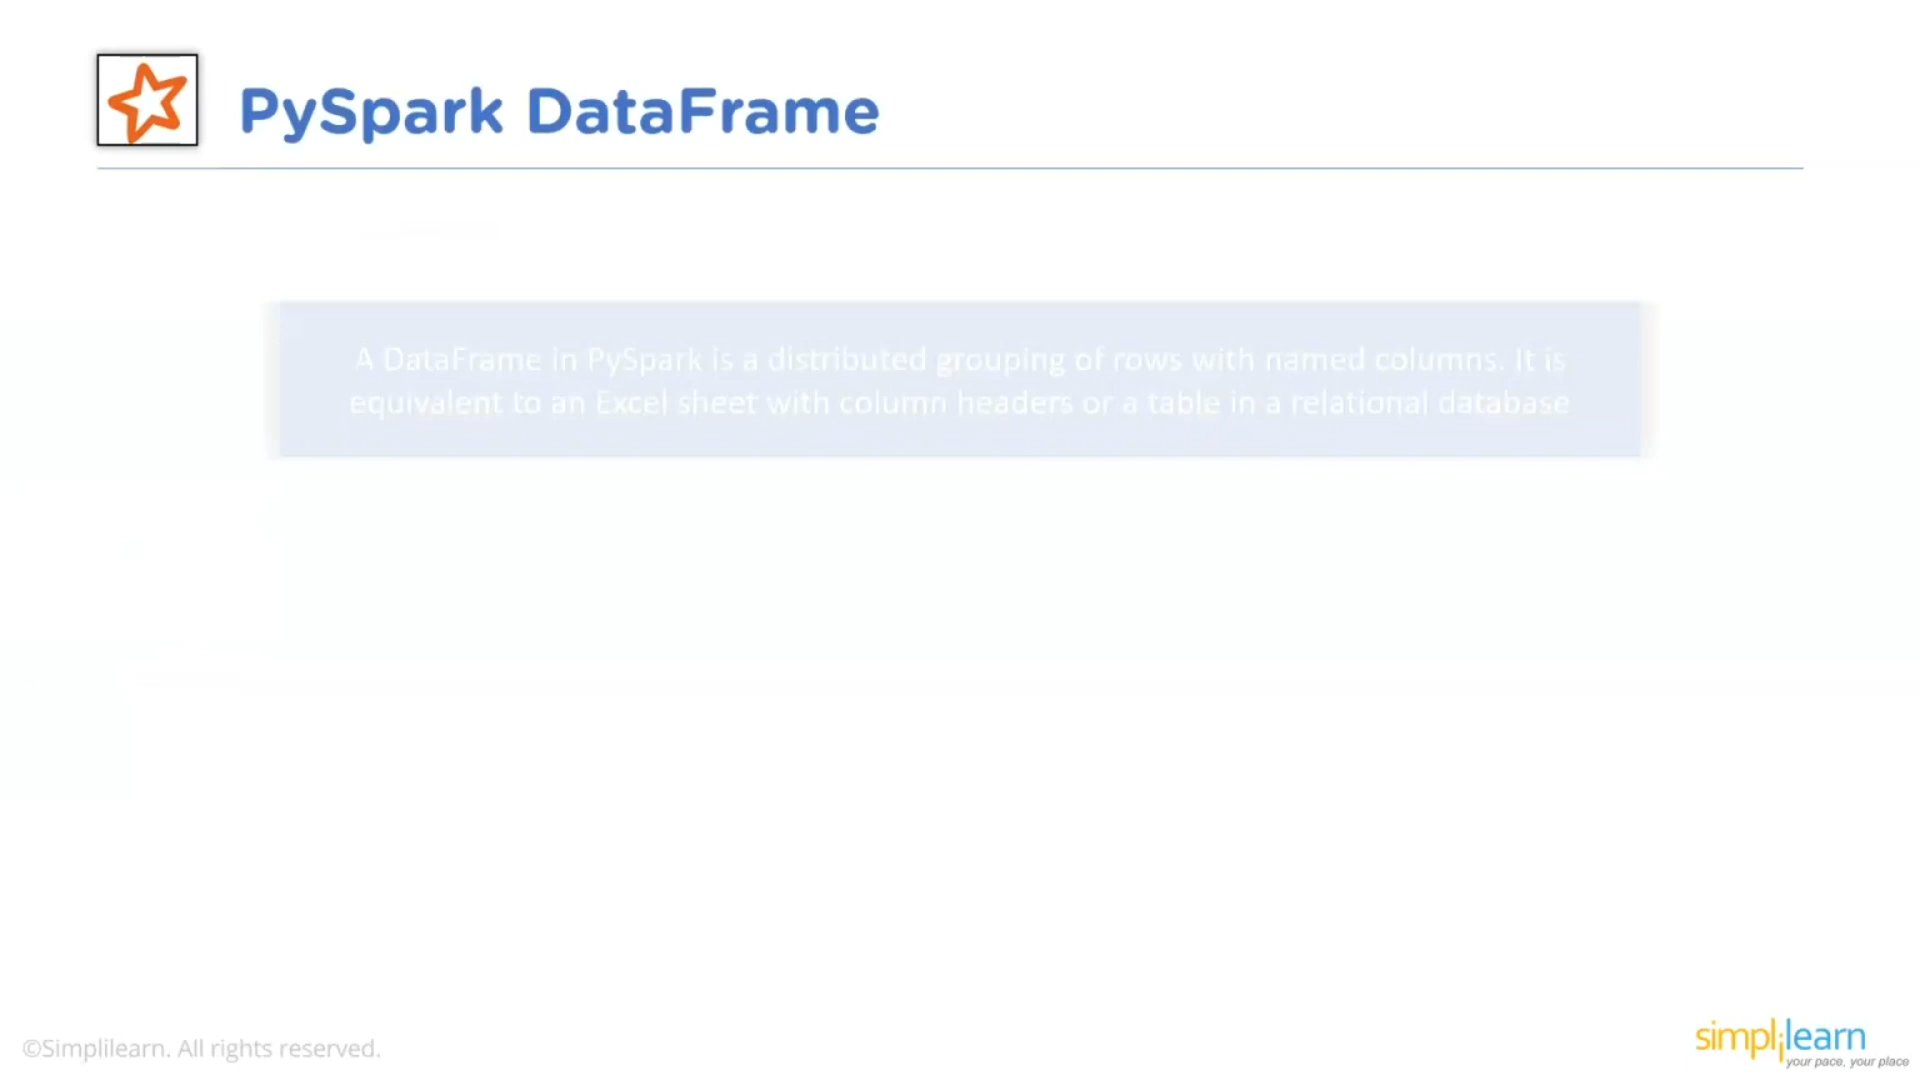 PySpark DataFrame
A DataFrame in PySpark is a distributed grouping of rows with named columns. It is
equivalent to an Excel sheet with column headers or a table in a relational database
©Simplilearn. All rights reserved.
simplilearn
your pace, your place